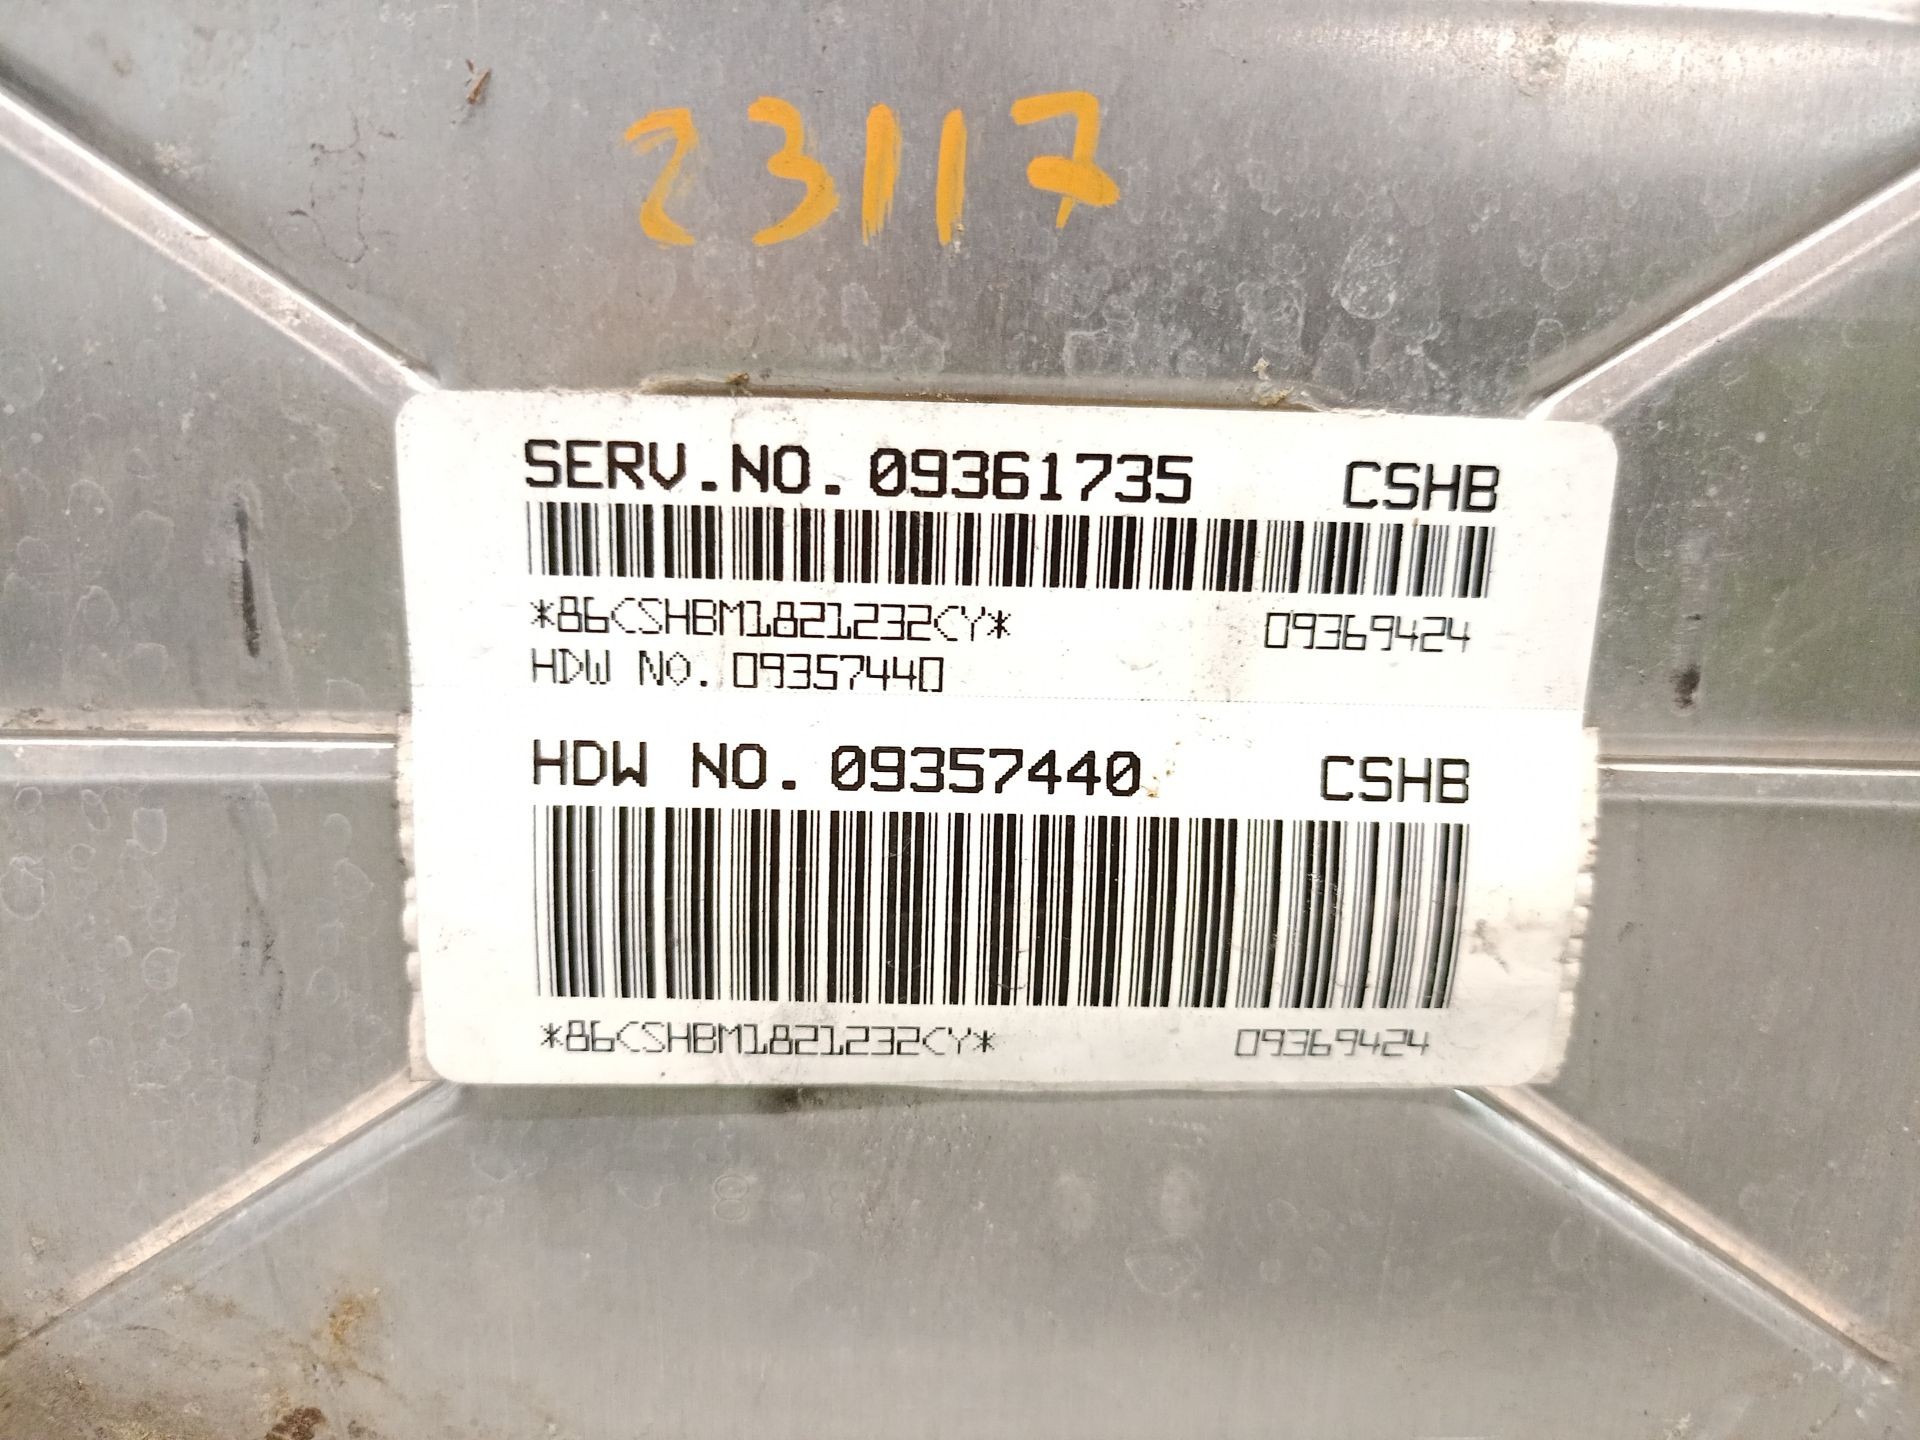 23117
SERV.NO.09361735 CSHB
*86CSHBM1821232CY* 09369424
HDW NO. 09357440
HDW NO. 09357440 CSHB
*86CSHBM1821232CY* 09369424